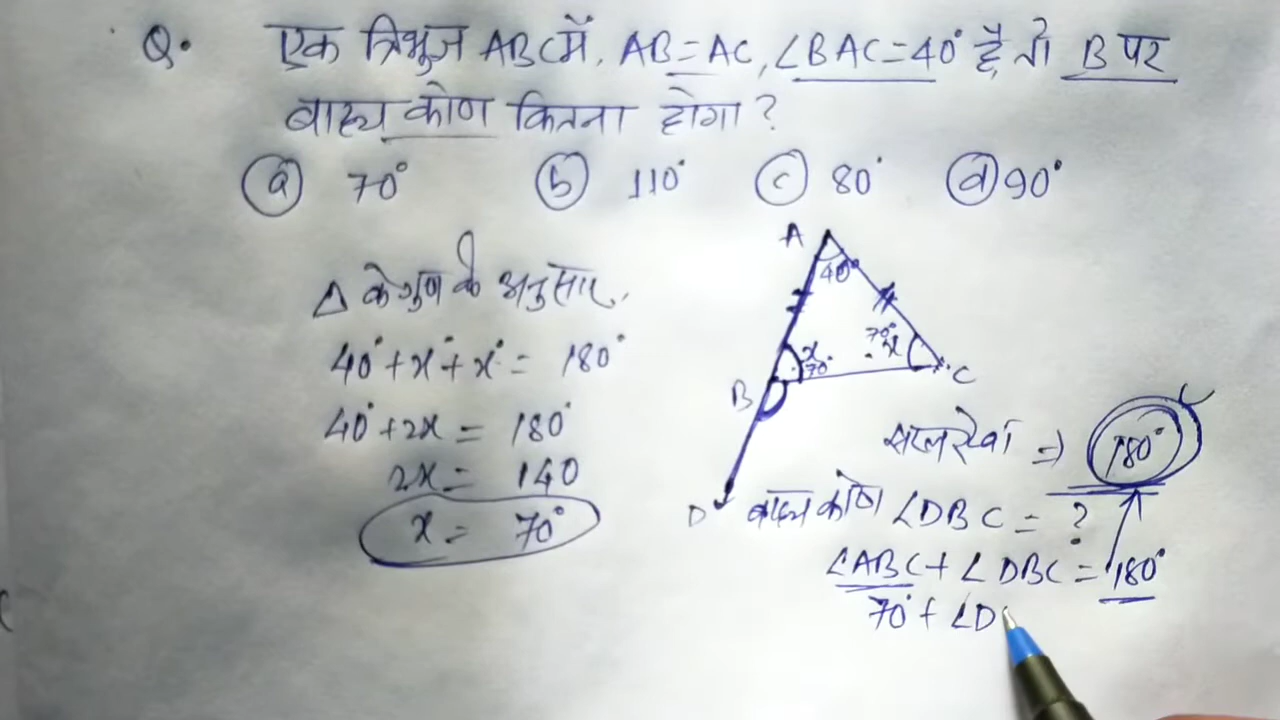 Q. एक त्रिभुज ABC में, AB=AC, ∠BAC=40° है, तो B पर
बाह्य कोण कितना होगा?
(a) 70° (b) 110° (c) 80° (d) 90°
∆ के गुण के अनुसार,
40°+x°+x°= 180°
40°+2x = 180°
2x = 140
x = 70°
A
40°
x 70°
70° x
B
C
D
सरलरेखा ⇒ 180°
बाह्य कोण ∠DBC = ?
∠ABC + ∠DBC = 180°
70° + ∠D